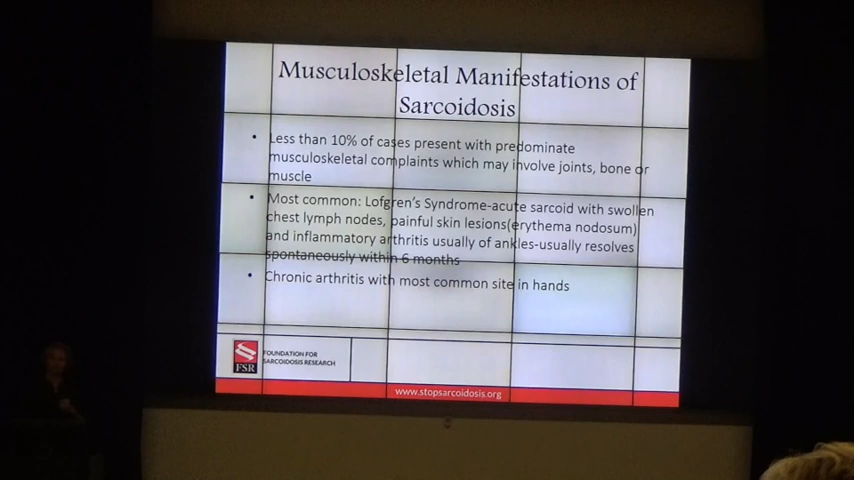 Musculoskeletal Manifestations of
Sarcoidosis
• Less than 10% of cases present with predominate
musculoskeletal complaints which may involve joints, bone or
muscle
• Most common: Lofgren's Syndrome-acute sarcoid with swollen
chest lymph nodes, painful skin lesions(erythema nodosum)
and inflammatory arthritis usually of ankles-usually resolves
spontaneously within 6 months
• Chronic arthritis with most common site in hands
FSR
FOUNDATION FOR
SARCOIDOSIS RESEARCH
www.stopsarcoidosis.org